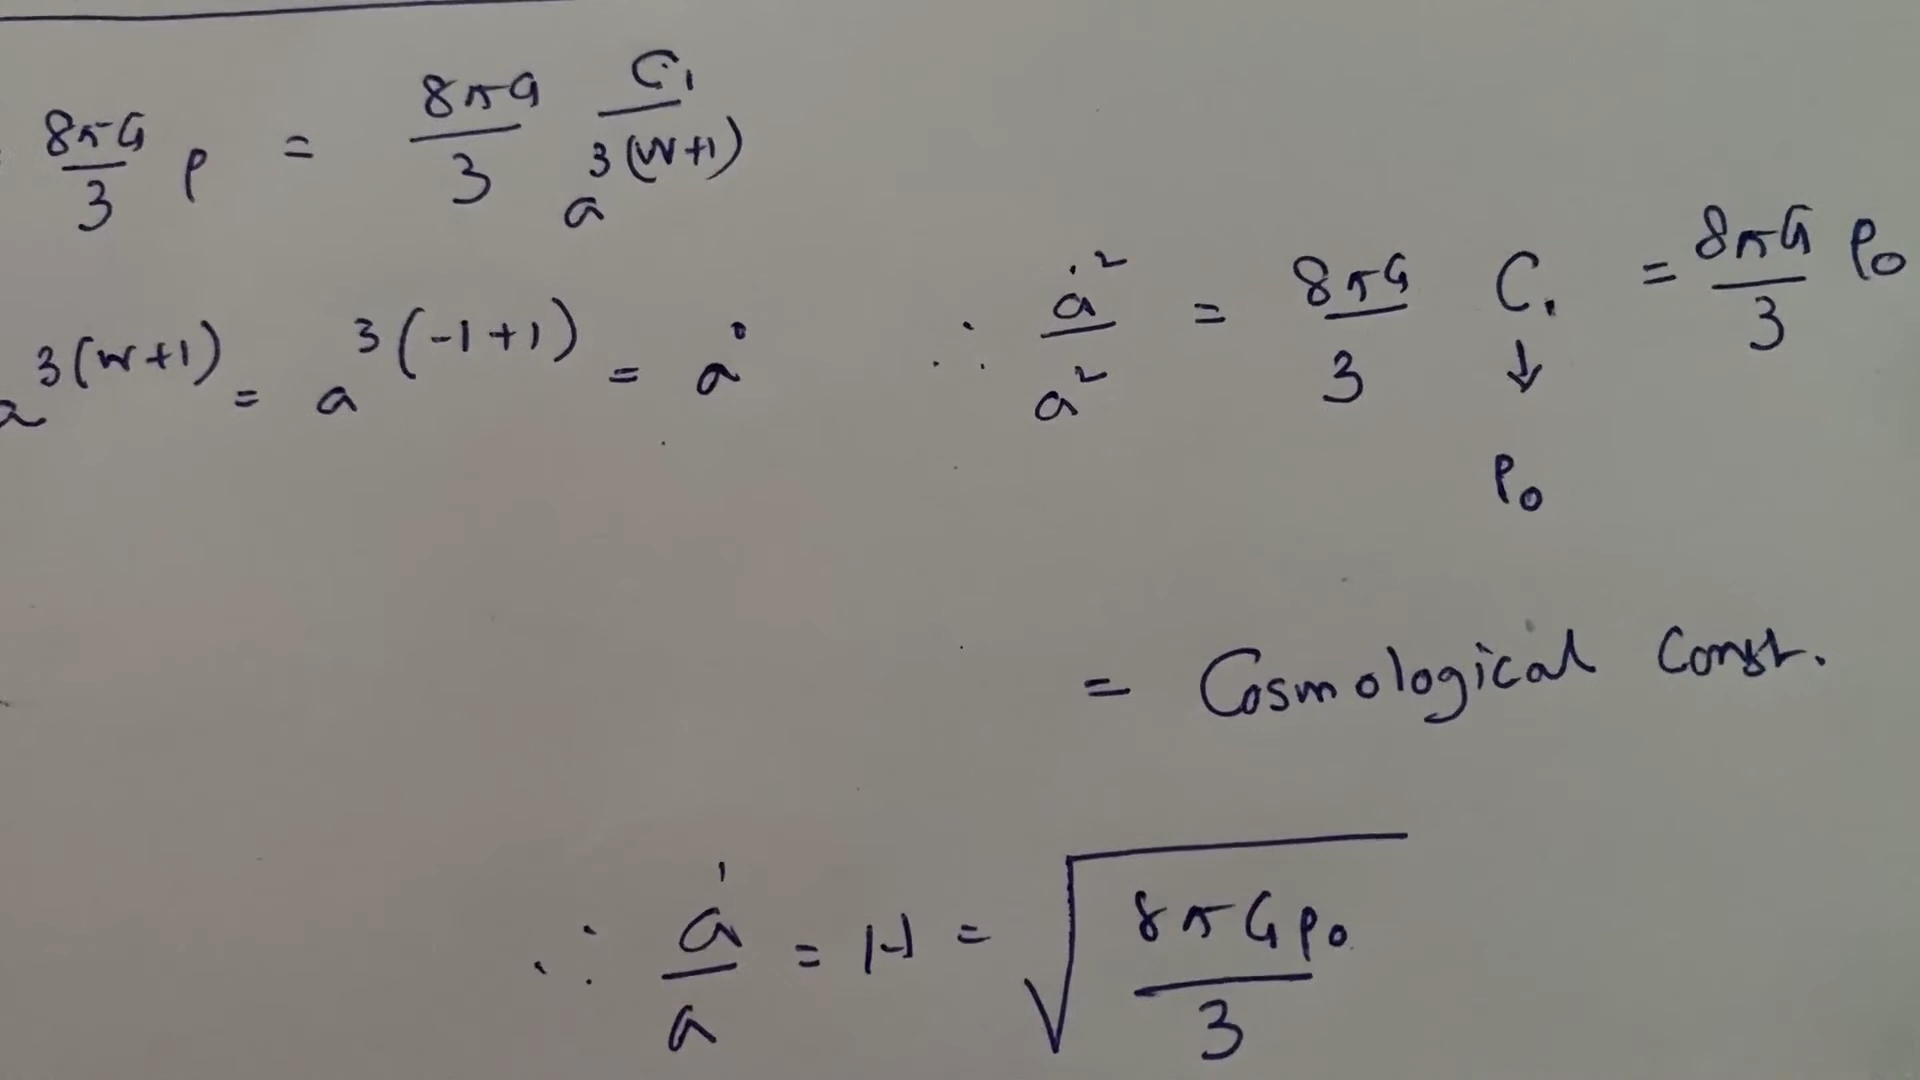 8πG/3 ρ = 8πG/3 C₁/a^3(w+1)
a^3(w+1) = a^3(-1+1) = a⁰
∴ ȧ²/a² = 8πG/3 C₁ = 8πG/3 ρ₀
↓
ρ₀
= Cosmological Const.
∴ ȧ/a = H = √(8πGρ₀/3)